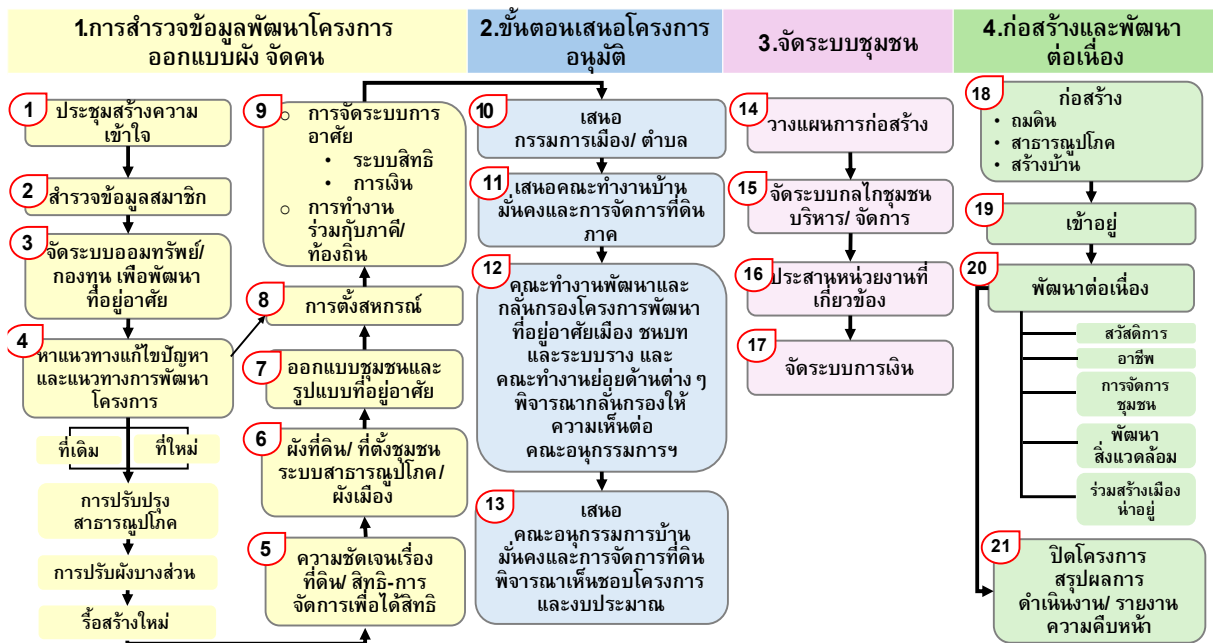 1.การสำรวจข้อมูลพัฒนาโครงการ
ออกแบบผัง จัดคน
2.ขั้นตอนเสนอโครงการ
อนุมัติ
3.จัดระบบชุมชน
4.ก่อสร้างและพัฒนา
ต่อเนื่อง
1
ประชุมสร้างความ
เข้าใจ
2
สำรวจข้อมูลสมาชิก
3
จัดระบบออมทรัพย์/
กองทุน เพื่อพัฒนา
ที่อยู่อาศัย
4
หาแนวทางแก้ไขปัญหา
และแนวทางการพัฒนา
โครงการ
ที่เดิม
ที่ใหม่
การปรับปรุง
สาธารณูปโภค
การปรับผังบางส่วน
รื้อสร้างใหม่
5
ความชัดเจนเรื่อง
ที่ดิน/ สิทธิ-การ
จัดการเพื่อได้สิทธิ
6
ผังที่ดิน/ ที่ตั้งชุมชน
ระบบสาธารณูปโภค/
ผังเมือง
7
ออกแบบชุมชนและ
รูปแบบที่อยู่อาศัย
8
การตั้งสหกรณ์
9
○ การจัดระบบการ
อาศัย
• ระบบสิทธิ
• การเงิน
○ การทำงาน
ร่วมกับภาคี/
ท้องถิ่น
10
เสนอ
กรรมการเมือง/ ตำบล
11
เสนอคณะทำงานบ้าน
มั่นคงและการจัดการที่ดิน
ภาค
12
คณะทำงานพัฒนาและ
กลั่นกรองโครงการพัฒนา
ที่อยู่อาศัยเมือง ชนบท
และระบบราง และ
คณะทำงานย่อยด้านต่าง ๆ
พิจารณากลั่นกรองให้
ความเห็นต่อ
คณะอนุกรรมการฯ
13
เสนอ
คณะอนุกรรมการบ้าน
มั่นคงและการจัดการที่ดิน
พิจารณาเห็นชอบโครงการ
และงบประมาณ
14
วางแผนการก่อสร้าง
15
จัดระบบกลไกชุมชน
บริหาร/ จัดการ
16
ประสานหน่วยงานที่
เกี่ยวข้อง
17
จัดระบบการเงิน
18
ก่อสร้าง
• ถมดิน
• สาธารณูปโภค
• สร้างบ้าน
19
เข้าอยู่
20
พัฒนาต่อเนื่อง
สวัสดิการ
อาชีพ
การจัดการ
ชุมชน
พัฒนา
สิ่งแวดล้อม
ร่วมสร้างเมือง
น่าอยู่
21
ปิดโครงการ
สรุปผลการ
ดำเนินงาน/ รายงาน
ความคืบหน้า